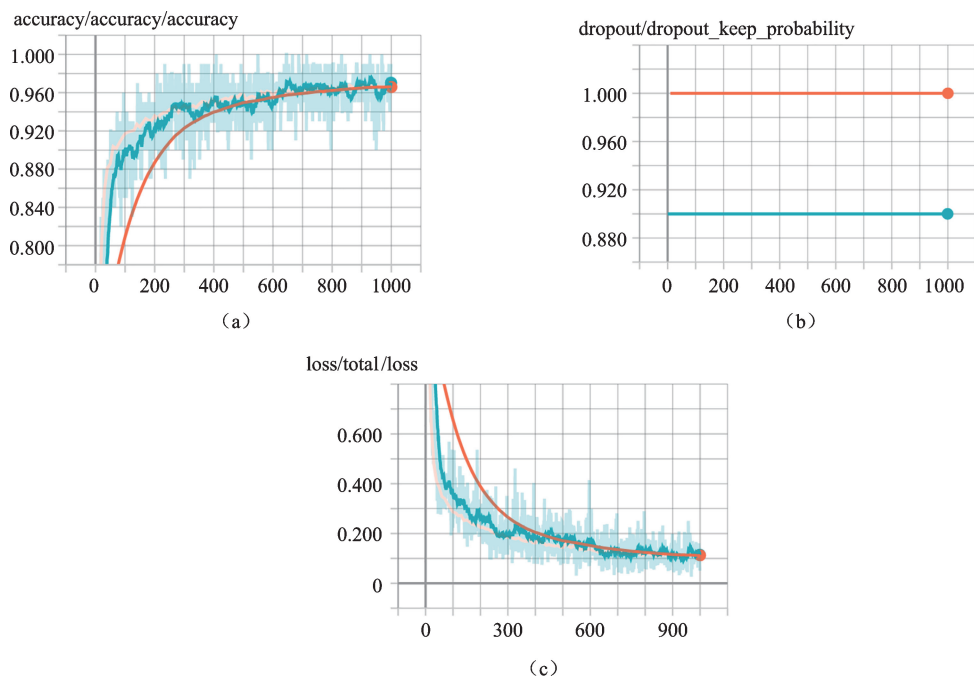 accuracy/accuracy/accuracy
1.000
0.960
0.920
0.880
0.840
0.800
0 200 400 600 800 1000
（a）
dropout/dropout_keep_probability
1.000
0.960
0.920
0.880
0 200 400 600 800 1000
（b）
loss/total/loss
0.600
0.400
0.200
0
0 300 600 900
（c）